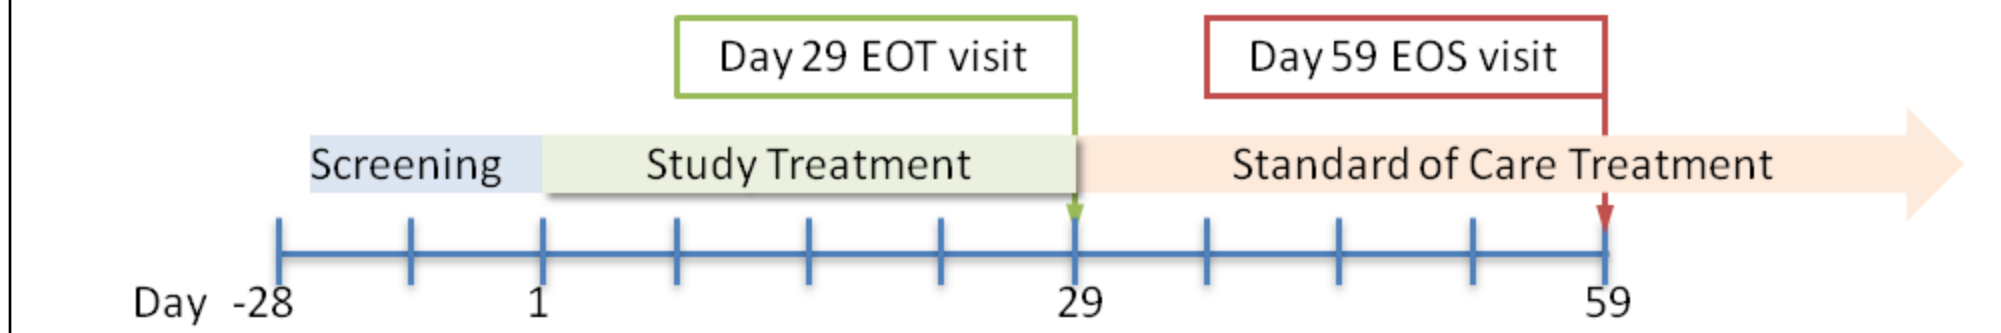 Day 29 EOT visit
Day 59 EOS visit
Screening
Study Treatment
Standard of Care Treatment
Day -28 1 29 59